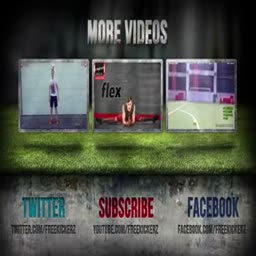 MORE VIDEOS
flex
TWITTER SUBSCRIBE FACEBOOK
TWITTER.COM/FREEKICKERZ YOUTUBE.COM/FREEKICKERZ FACEBOOK.COM/FREEKICKERZ